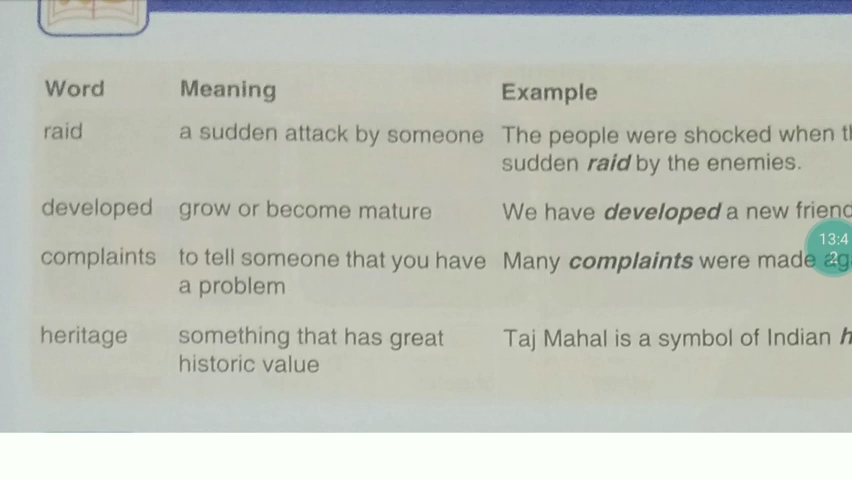 Word Meaning Example
raid a sudden attack by someone The people were shocked when
sudden raid by the enemies.
developed grow or become mature We have developed a new
complaints to tell someone that you have Many complaints were made
a problem
heritage something that has great Taj Mahal is a symbol of Indian
historic value
13:4
2